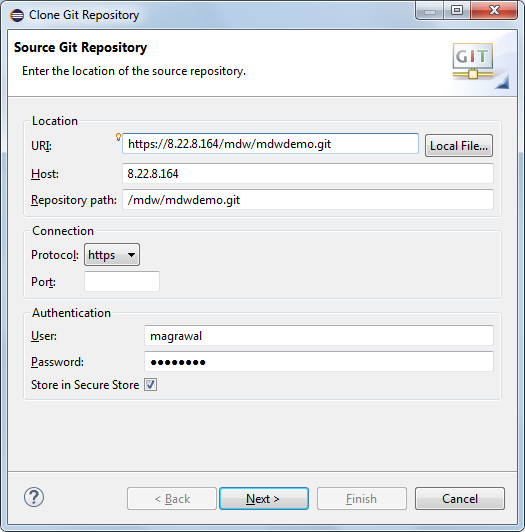 Clone Git Repository
Source Git Repository
Enter the location of the source repository.
GIT
Location
URI: https://8.22.8.164/mdw/mdwdemo.git Local File...
Host: 8.22.8.164
Repository path: /mdw/mdwdemo.git
Connection
Protocol: https
Port:
Authentication
User: magrawal
Password: ●●●●●●●●
Store in Secure Store
? < Back Next > Finish Cancel